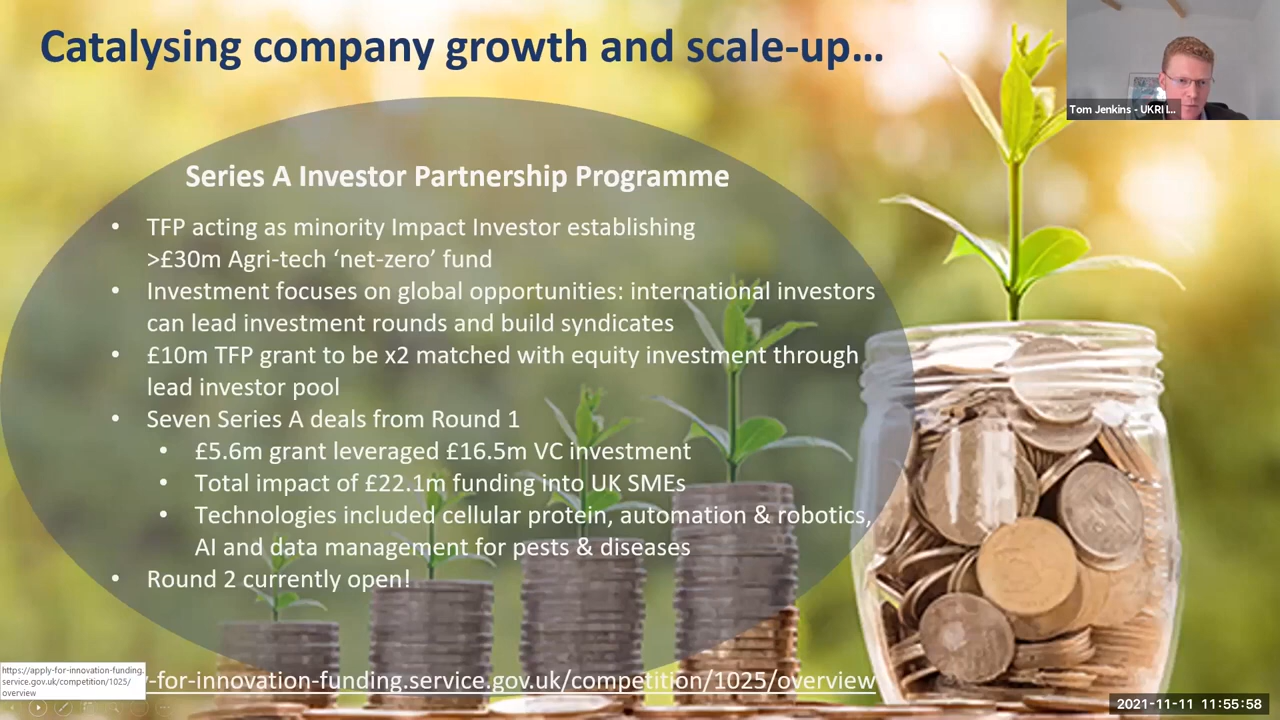 Catalysing company growth and scale-up...
Tom Jenkins - UKRI I...
Series A Investor Partnership Programme
• TFP acting as minority Impact Investor establishing
>£30m Agri-tech ‘net-zero’ fund
• Investment focuses on global opportunities: international investors
can lead investment rounds and build syndicates
• £10m TFP grant to be x2 matched with equity investment through
lead investor pool
• Seven Series A deals from Round 1
• £5.6m grant leveraged £16.5m VC investment
• Total impact of £22.1m funding into UK SMEs
• Technologies included cellular protein, automation & robotics,
AI and data management for pests & diseases
• Round 2 currently open!
https://apply-for-innovation-funding.
service.gov.uk/competition/1025/
overview
-for-innovation-funding.service.gov.uk/competition/1025/overview
2021-11-11 11:55:58